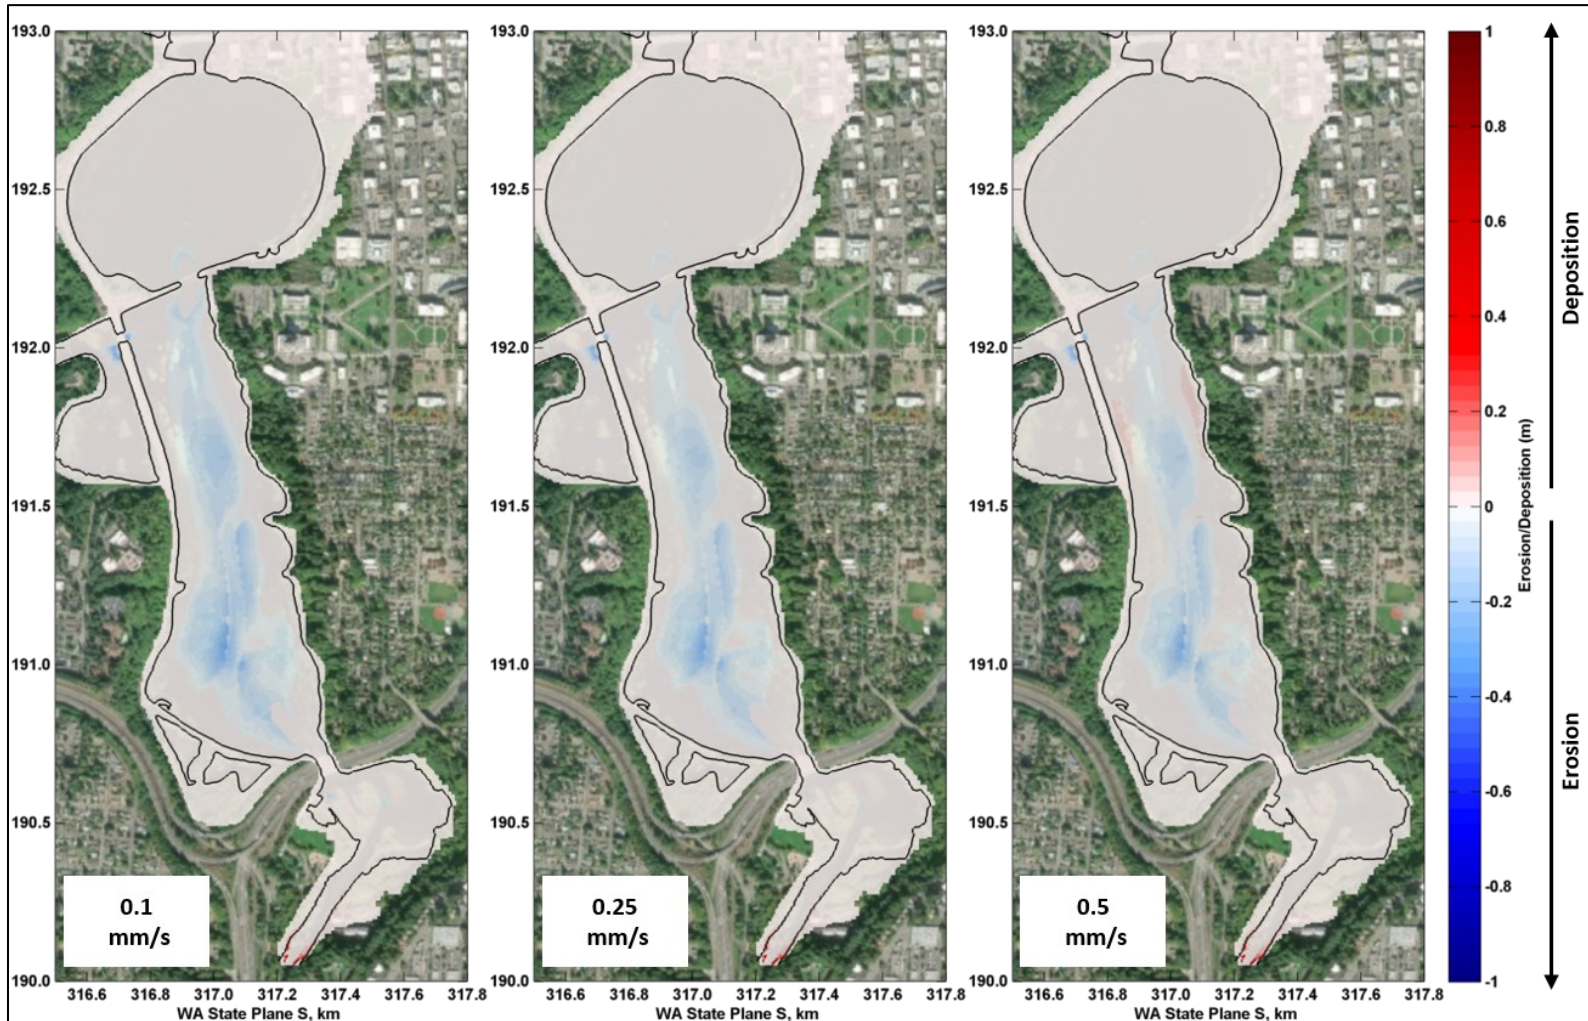 193.0
192.5
192.0
191.5
191.0
190.5
190.0
0.1
mm/s
316.6 316.8 317.0 317.2 317.4 317.6 317.8
WA State Plane S, km
193.0
192.5
192.0
191.5
191.0
190.5
190.0
0.25
mm/s
316.6 316.8 317.0 317.2 317.4 317.6 317.8
WA State Plane S, km
193.0
192.5
192.0
191.5
191.0
190.5
190.0
0.5
mm/s
316.6 316.8 317.0 317.2 317.4 317.6 317.8
WA State Plane S, km
1
0.8
0.6
0.4
0.2
0
-0.2
-0.4
-0.6
-0.8
-1
Erosion/Deposition (m)
Deposition
Erosion